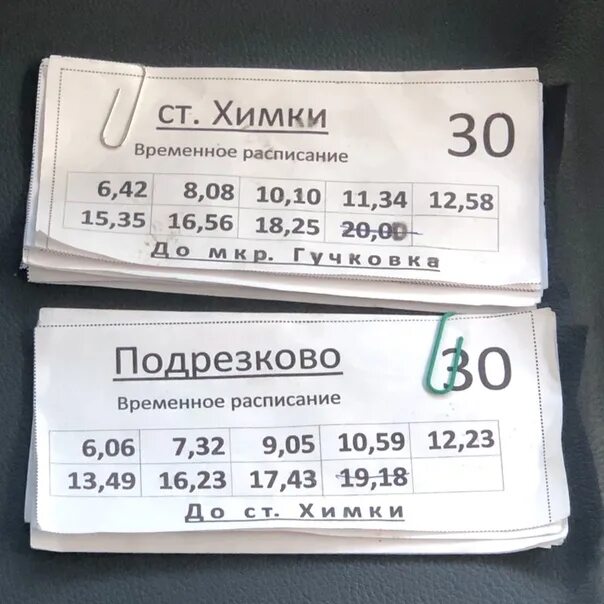 ст. Химки
30
Временное расписание
6,42 8,08 10,10 11,34 12,58
15,35 16,56 18,25 20,00
До мкр. Гучковка
Подрезково
30
Временное расписание
6,06 7,32 9,05 10,59 12,23
13,49 16,23 17,43 19,18
До ст. Химки